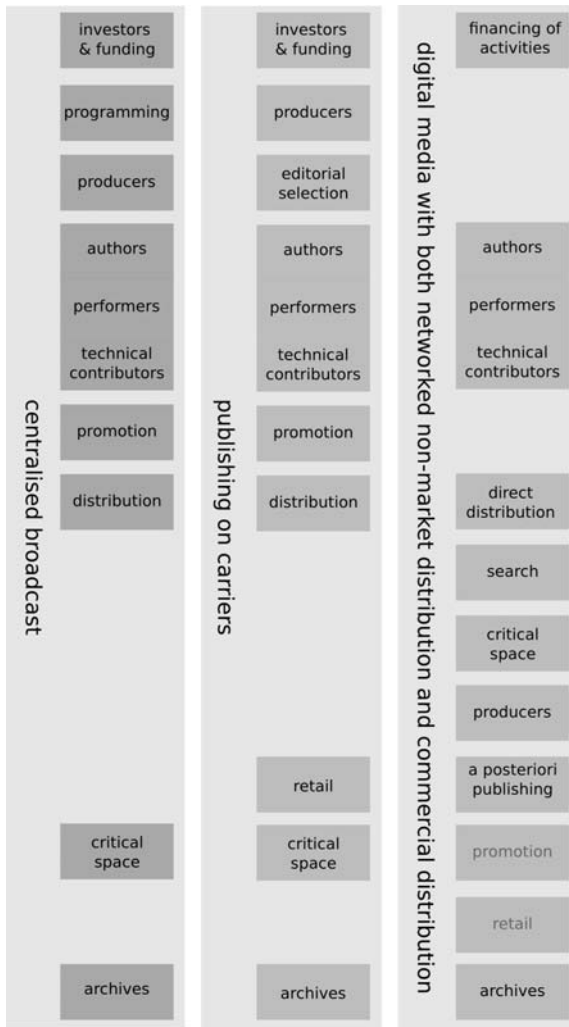 centralised broadcast
investors
& funding
programming
producers
authors
performers
technical
contributors
promotion
distribution
critical
space
archives
publishing on carriers
investors
& funding
producers
editorial
selection
authors
performers
technical
contributors
promotion
distribution
retail
critical
space
archives
digital media with both networked non-market distribution and commercial distribution
financing of
activities
authors
performers
technical
contributors
direct
distribution
search
critical
space
producers
a posteriori
publishing
promotion
retail
archives